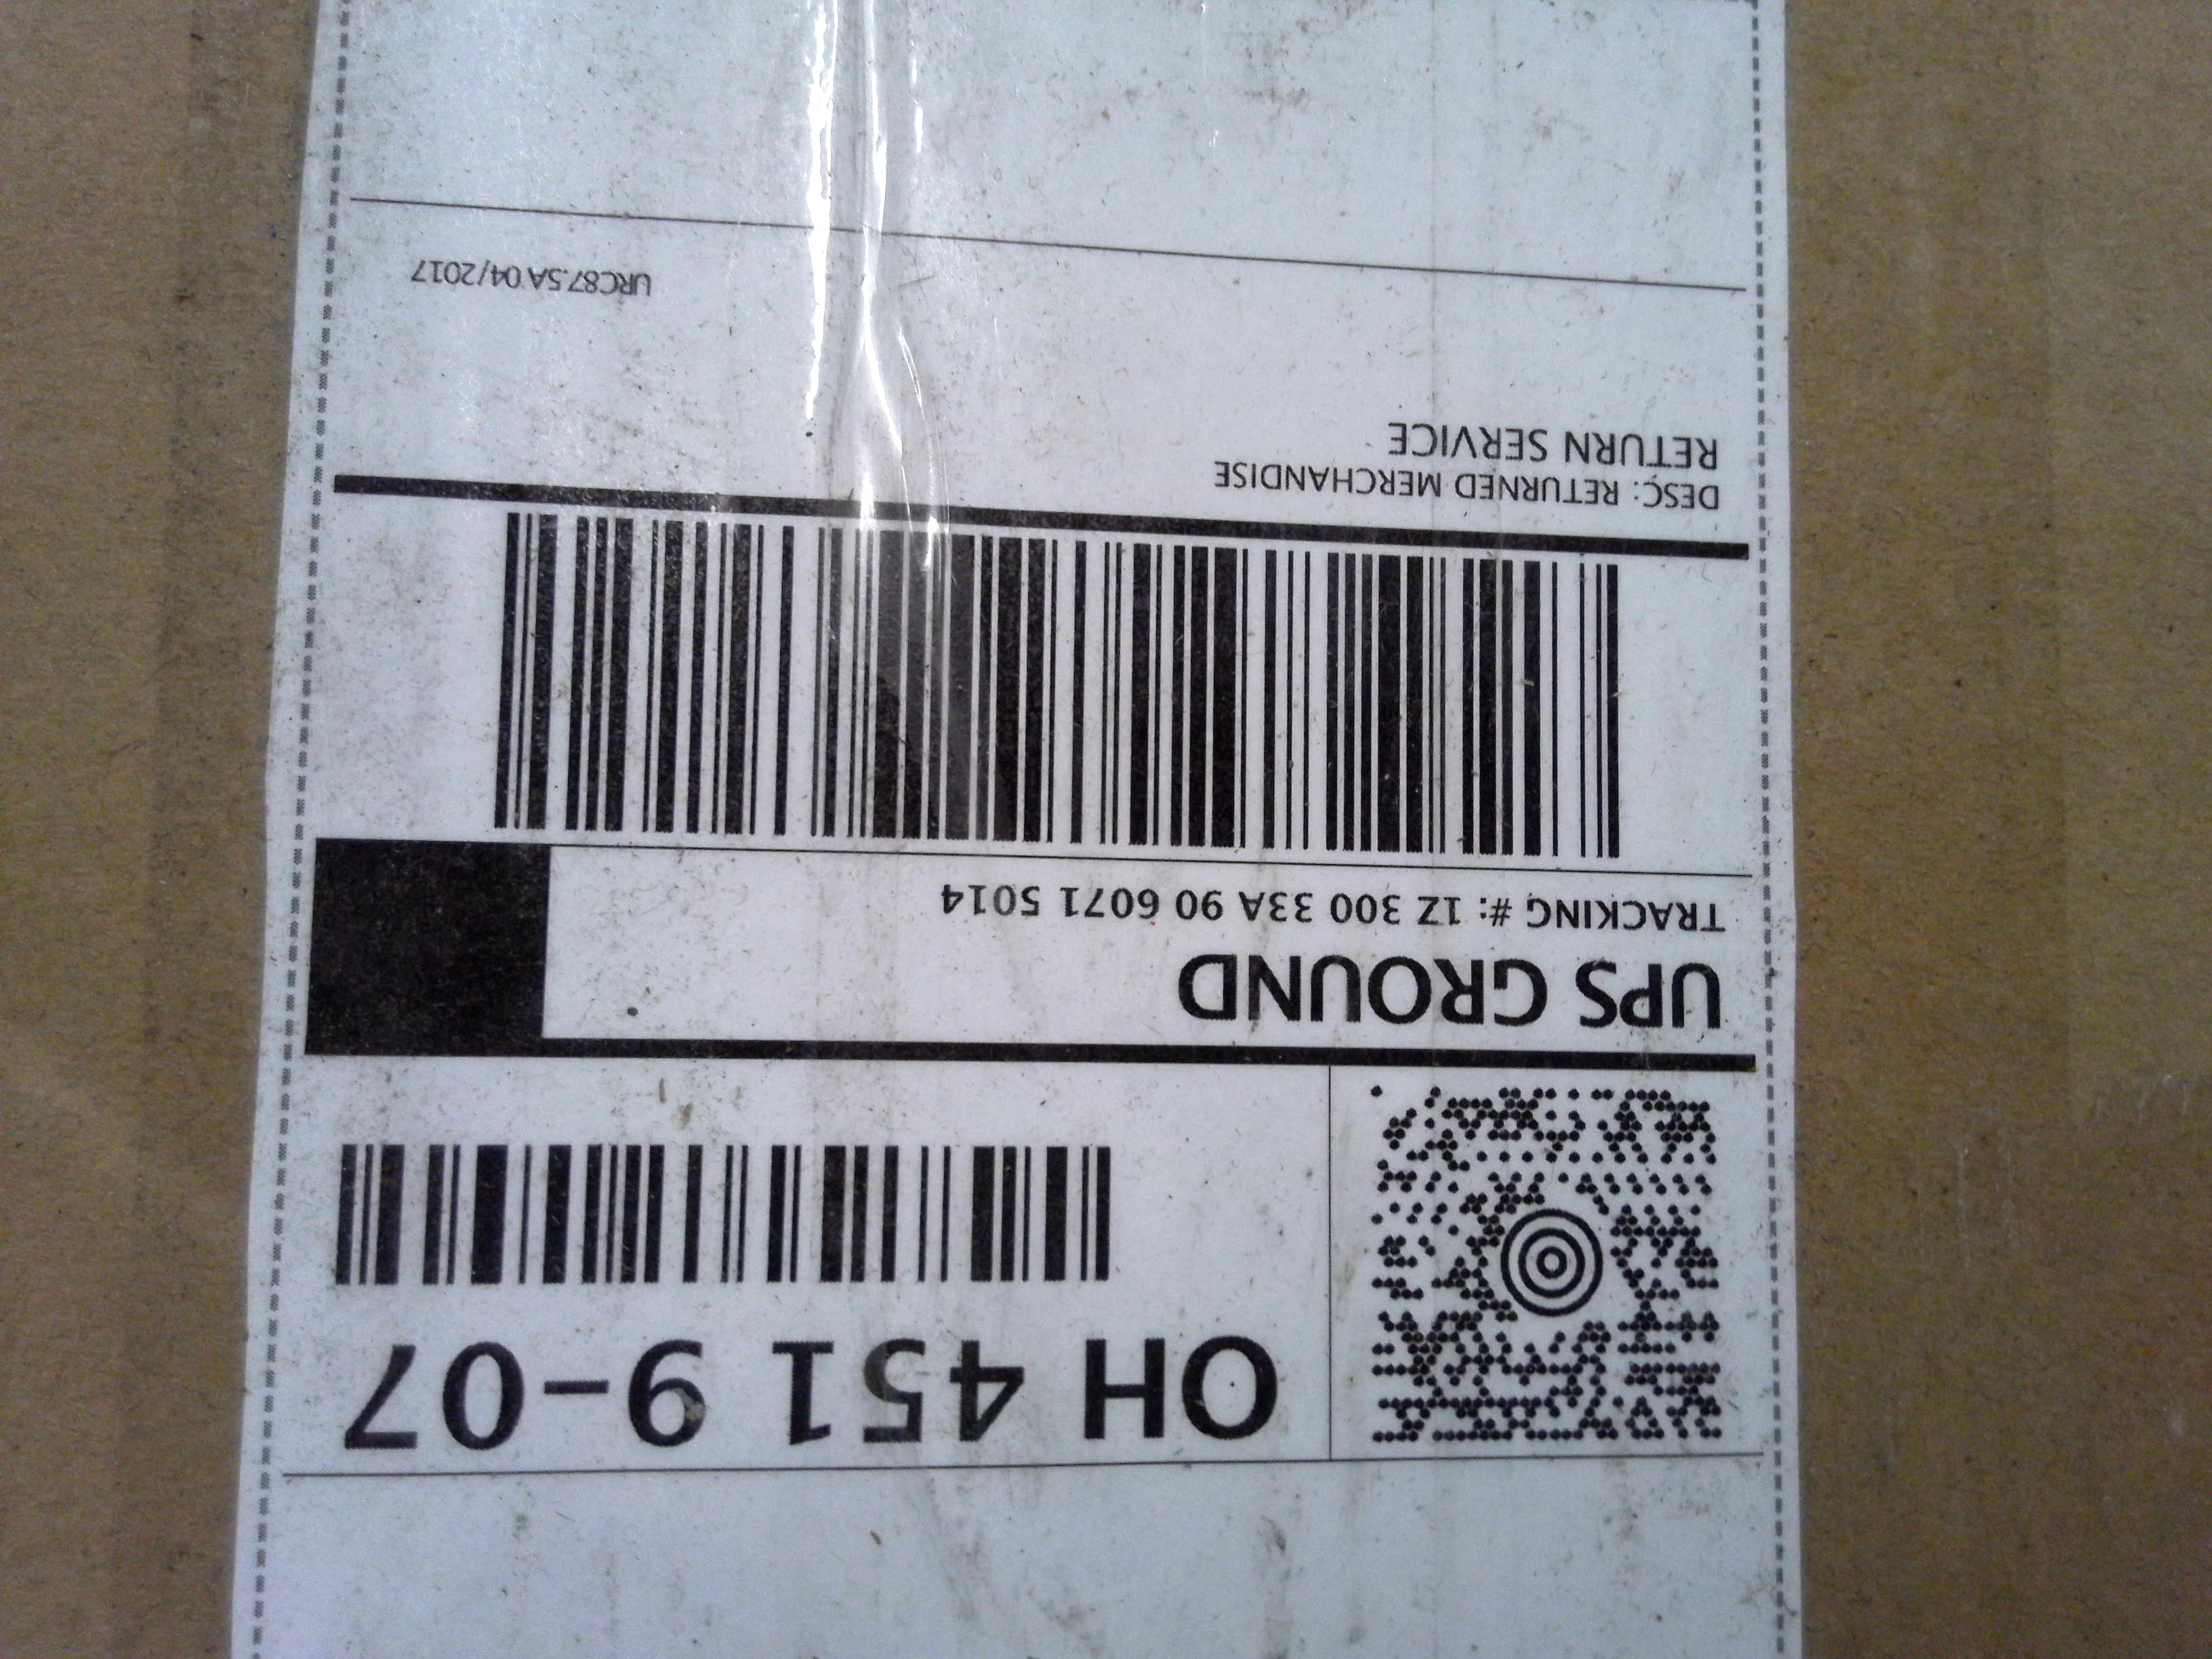 OH 451 9-07
UPS GROUND
TRACKING #: 1Z 300 33A 90 6071 5014
DESC: RETURNED MERCHANDISE
RETURN SERVICE
URC87.5A 04/2017